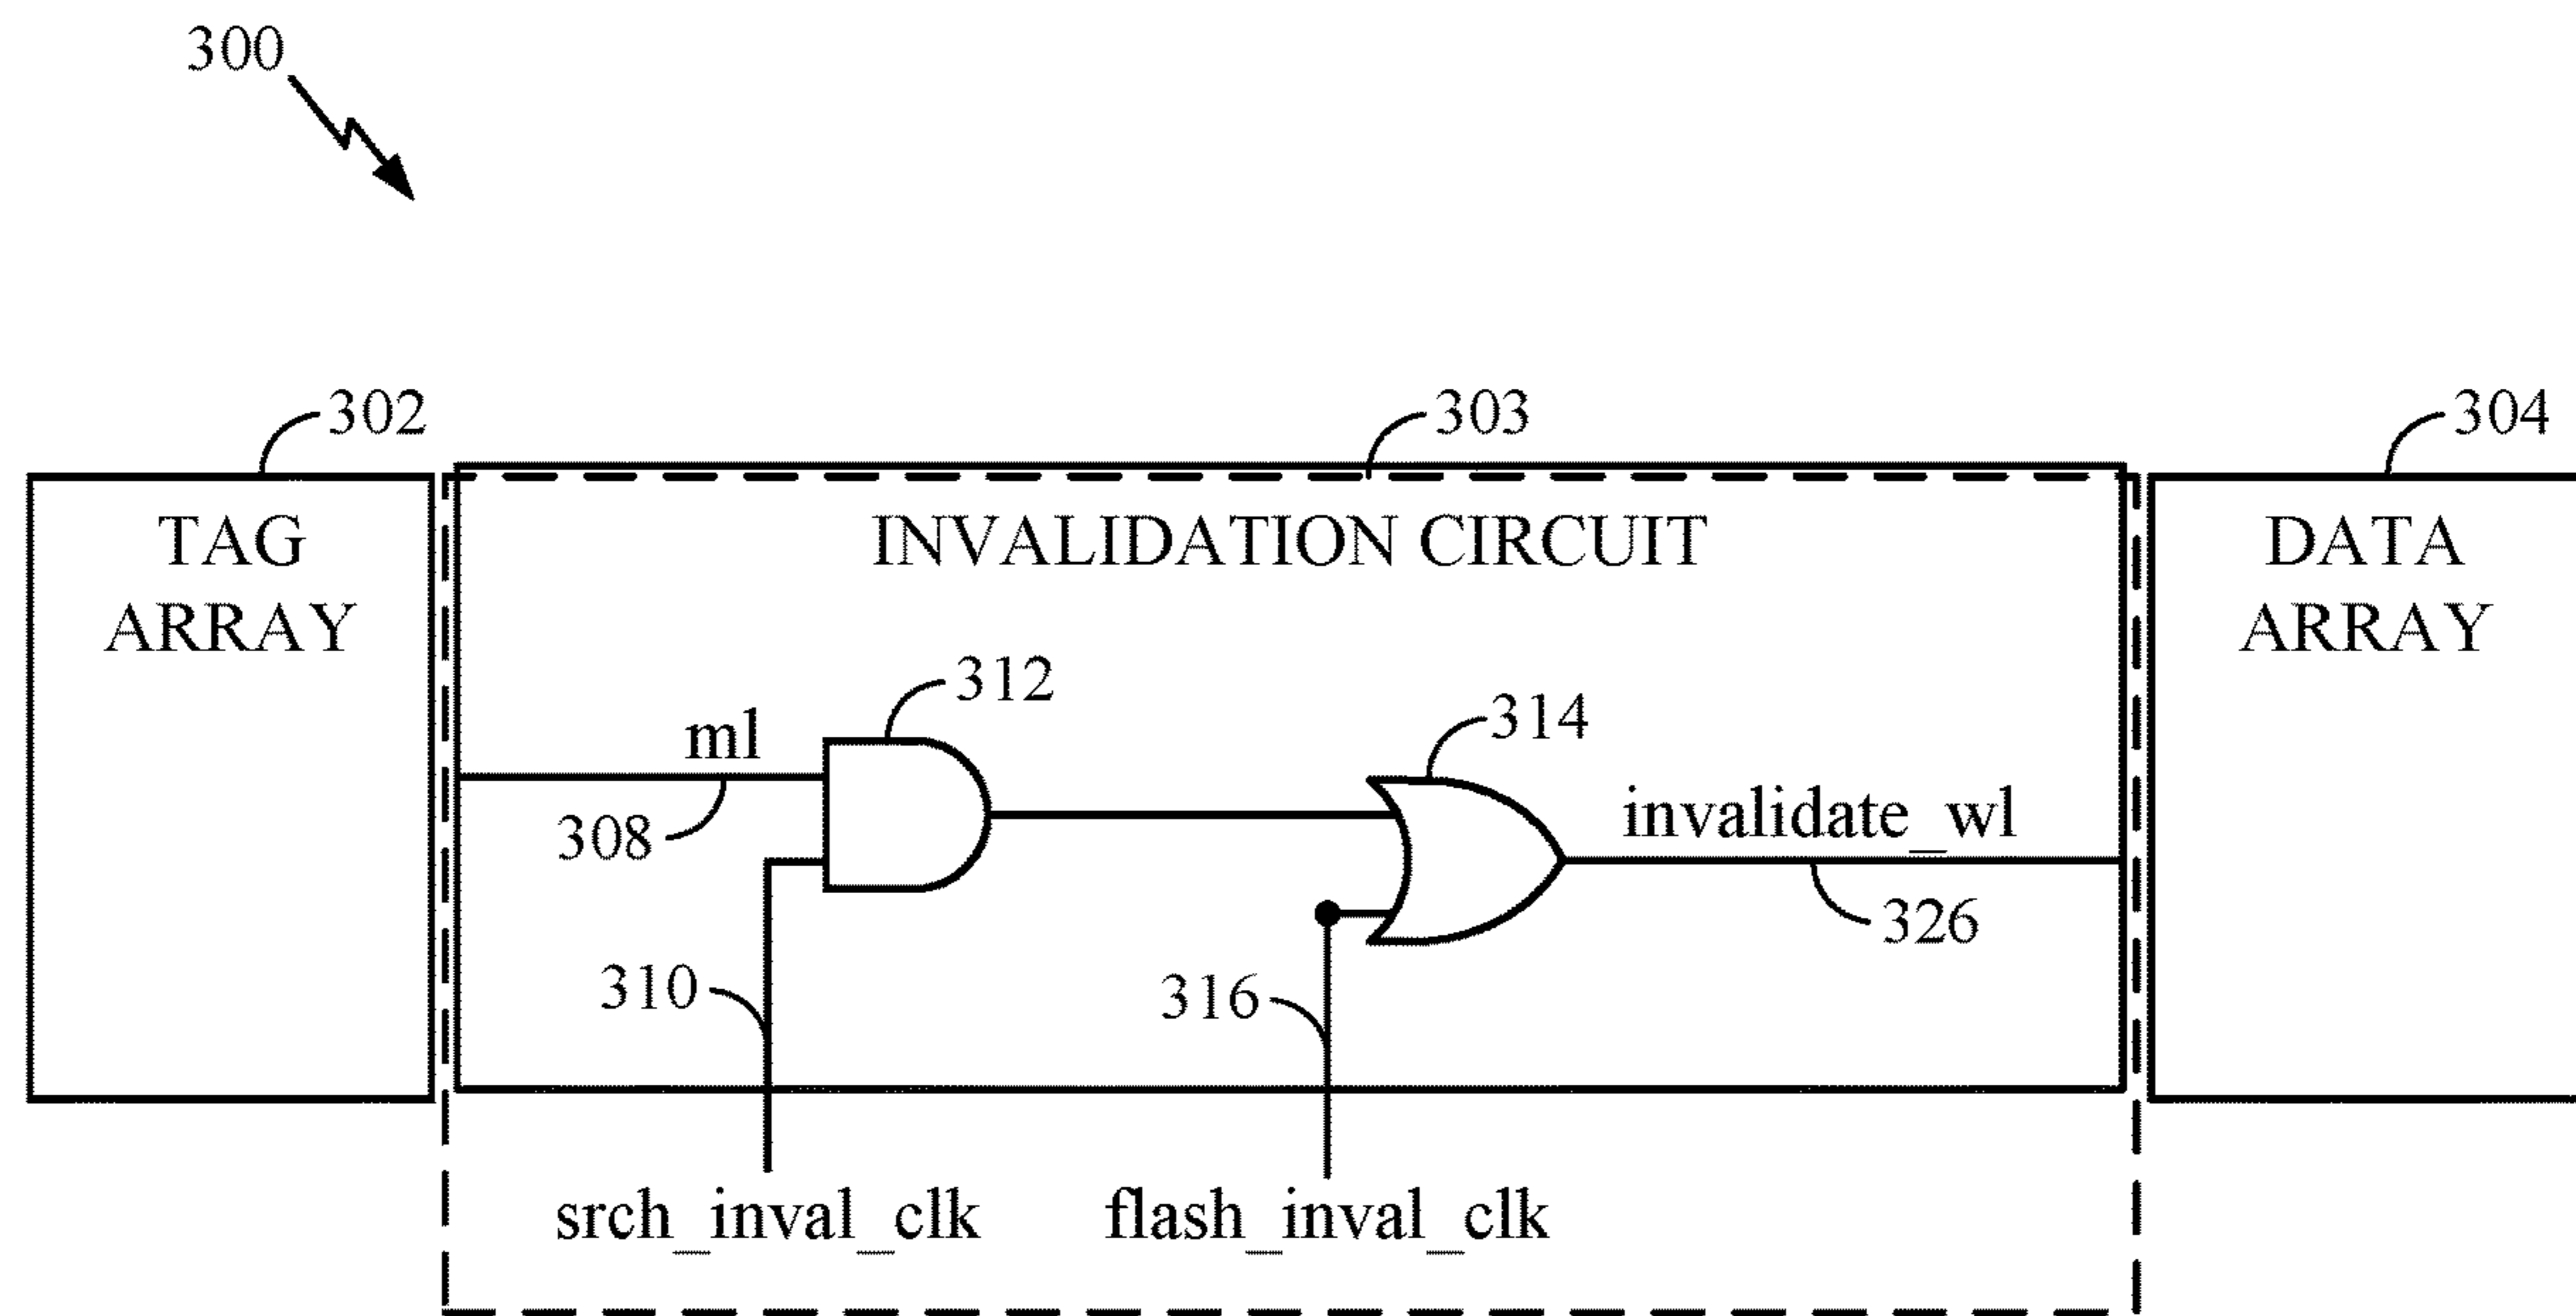 300
302
303
304
TAG
ARRAY
INVALIDATION CIRCUIT
DATA
ARRAY
312
ml
314
308
invalidate_wl
326
310
316
srch_inval_clk
flash_inval_clk